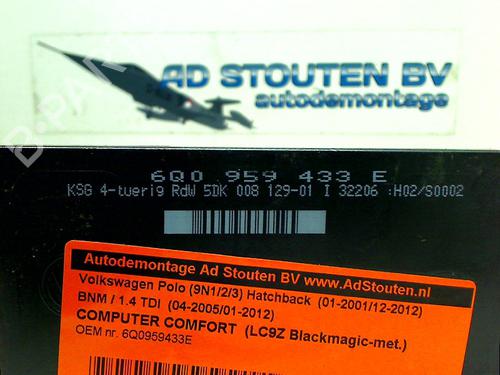 AD STOUTEN BV
autodemontage
6Q0 959 433 E
KSG 4-tuerig RdW 5DK 008 129-01 I 32206 :H02/S0002
Autodemontage Ad Stouten BV www.AdStouten.nl
Volkswagen Polo (9N1/2/3) Hatchback (01-2001/12-2012)
BNM / 1.4 TDI (04-2005/01-2012)
COMPUTER COMFORT (LC9Z Blackmagic-met.)
OEM nr. 6Q0959433E